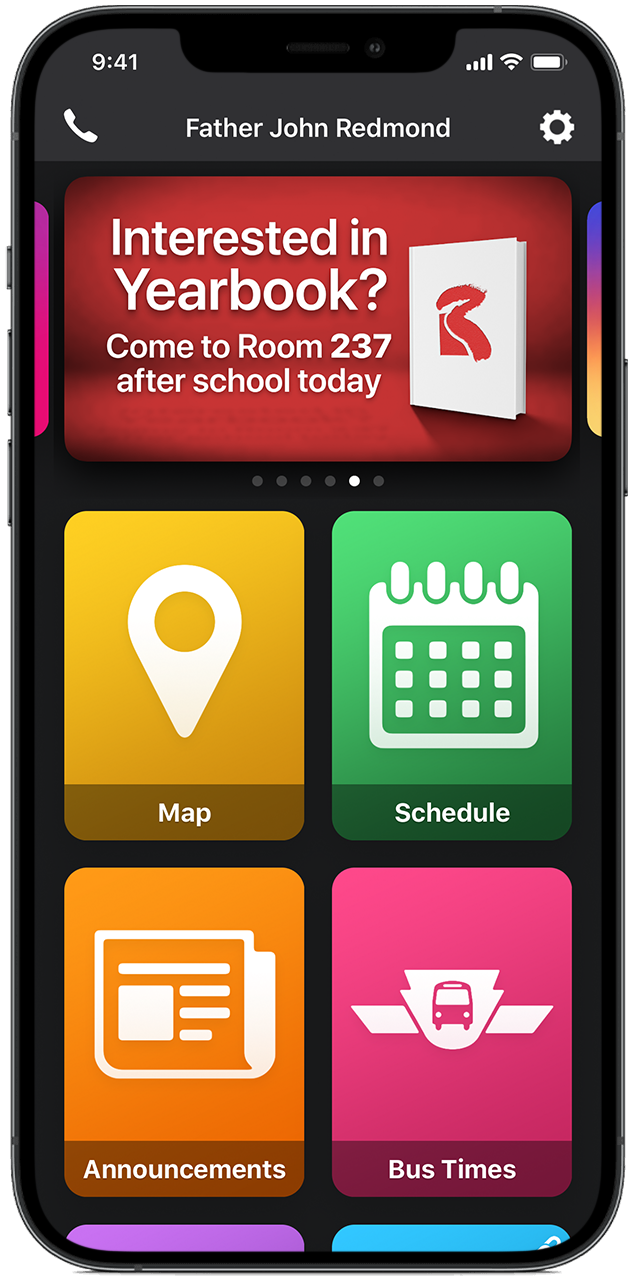 9:41
Father John Redmond
Interested in
Yearbook?
Come to Room 237
after school today
Map
Schedule
Announcements
Bus Times